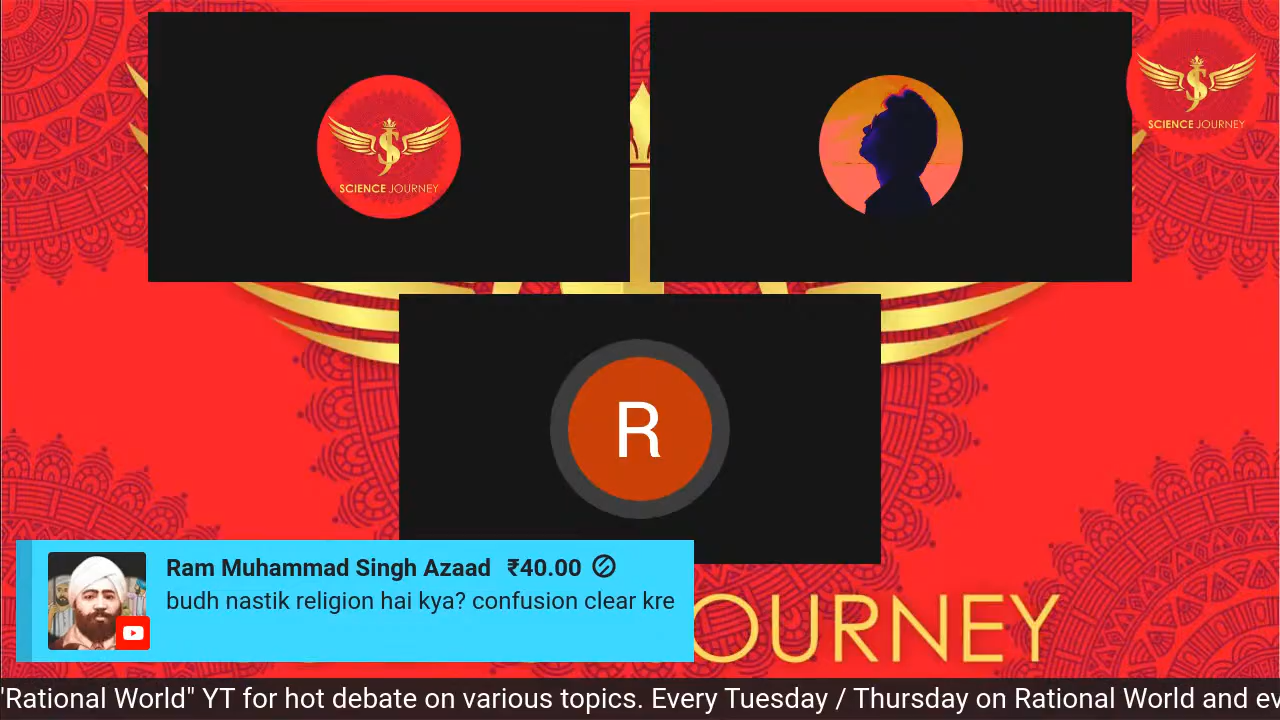 SCIENCE JOURNEY
SCIENCE JOURNEY
R
Ram Muhammad Singh Azaad ₹40.00
budh nastik religion hai kya? confusion clear kre
JOURNEY
"Rational World" YT for hot debate on various topics. Every Tuesday / Thursday on Rational World and ev